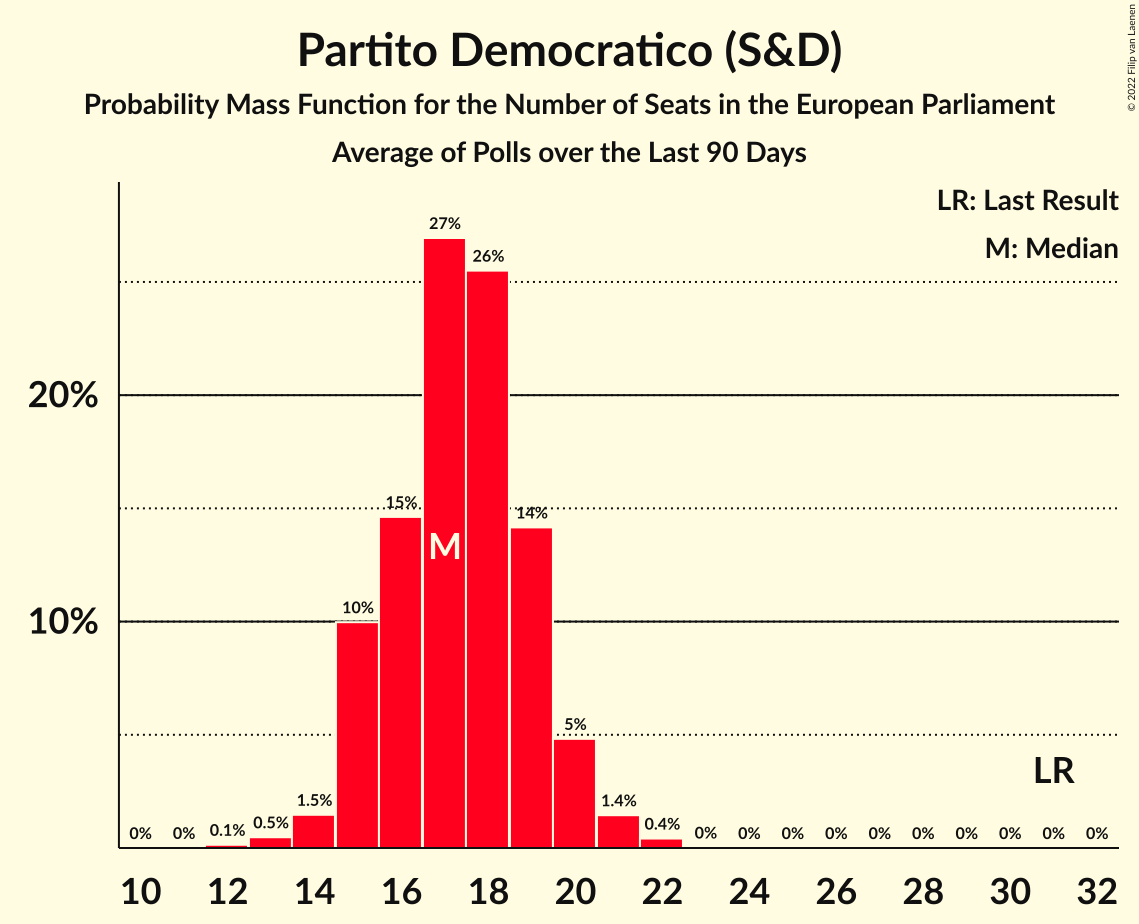 Partito Democratico (S&D)
Probability Mass Function for the Number of Seats in the European Parliament
Average of Polls over the Last 90 Days
© 2022 Filip van Laenen
LR: Last Result
M: Median
27%
26%
20%
15%
14%
M
10%
10%
5%
LR
0% 0% 0.1% 0.5% 1.5% 1.4% 0.4% 0% 0% 0% 0% 0% 0% 0% 0% 0% 0%
10 12 14 16 18 20 22 24 26 28 30 32